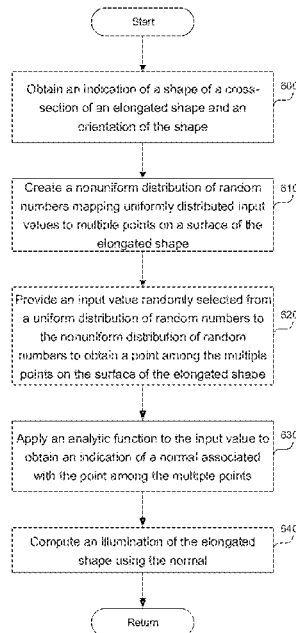 Start
600
Obtain an indication of a shape of a cross-
section of an elongated shape and an
orientation of the shape
610
Create a nonuniform distribution of random
numbers mapping uniformly distributed input
values to multiple points on a surface of the
elongated shape
620
Provide an input value randomly selected from
a uniform distribution of random numbers to
the nonuniform distribution of random
numbers to obtain a point among the multiple
points on the surface of the elongated shape
630
Apply an analytic function to the input value to
obtain an indication of a normal associated
with the point among the multiple points
640
Compute an illumination of the elongated
shape using the normal
Return